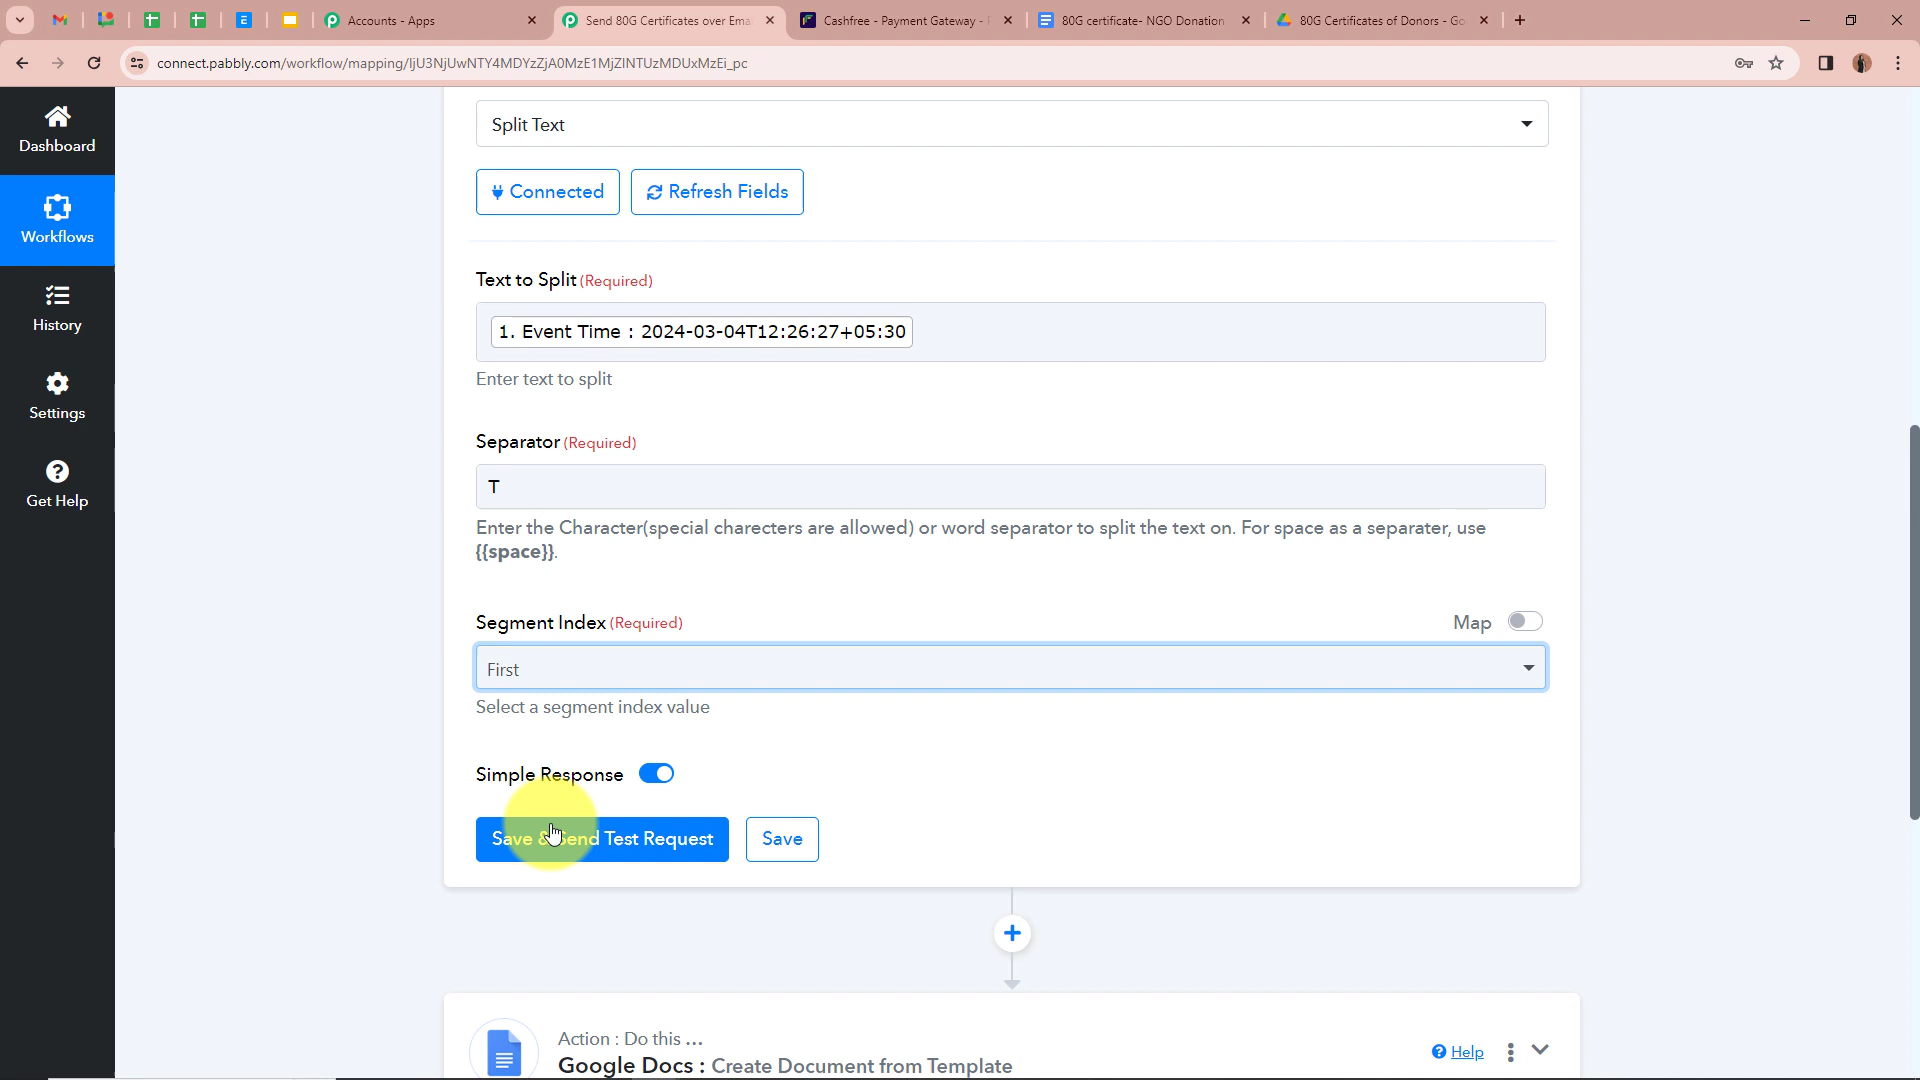 Accounts - Apps
Send 80G Certificates over Ema
Cashfree - Payment Gateway -
80G certificate- NGO Donation
80G Certificates of Donors - Go
connect.pabbly.com/workflow/mapping/IjU3NjUwNTY4MDYzZjA0MzE1MjZlNTUzMDUxMzEi_pc
Dashboard
Workflows
History
Settings
Get Help
Split Text
Connected
Refresh Fields
Text to Split (Required)
1. Event Time : 2024-03-04T12:26:27+05:30
Enter text to split
Separator (Required)
T
Enter the Character(special charecters are allowed) or word separator to split the text on. For space as a separater, use
{{space}}.
Segment Index (Required)
Map
First
Select a segment index value
Simple Response
Save & Send Test Request
Save
Action : Do this ...
Google Docs : Create Document from Template
Help